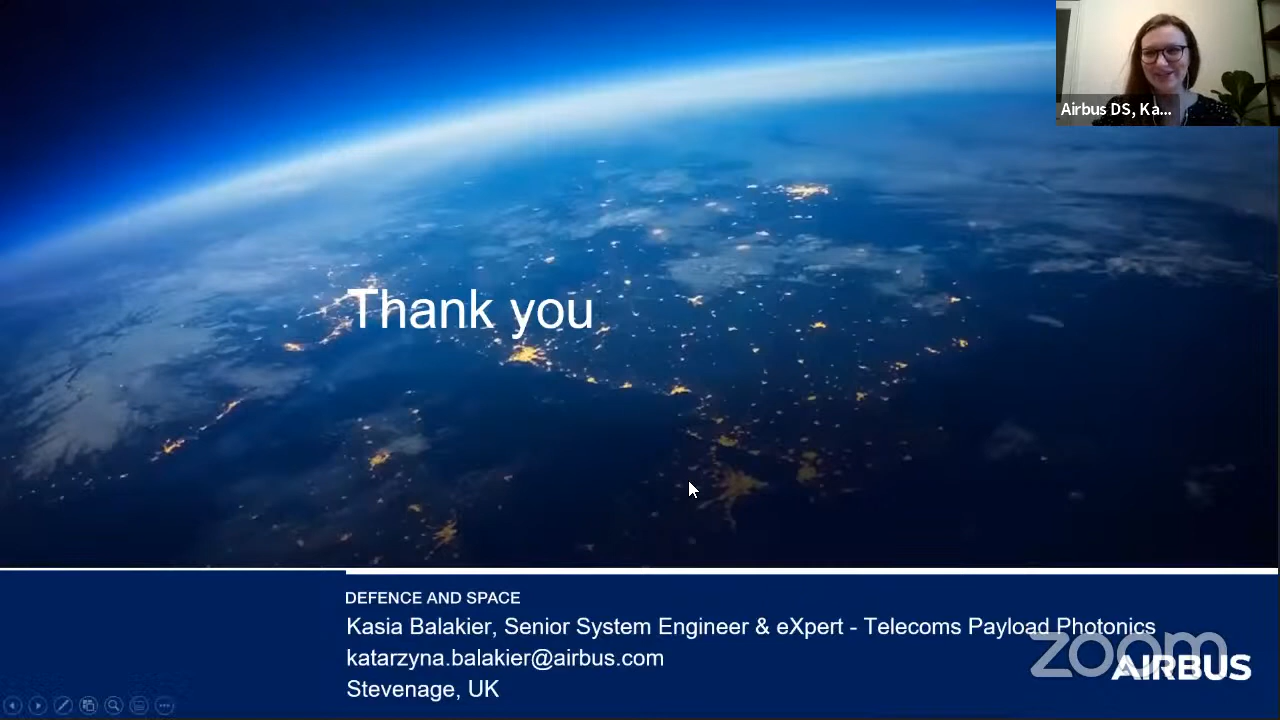 Airbus DS, Ka...
Thank you
DEFENCE AND SPACE
Kasia Balakier, Senior System Engineer & eXpert - Telecoms Payload Photonics
katarzyna.balakier@airbus.com
Stevenage, UK
zoom
AIRBUS